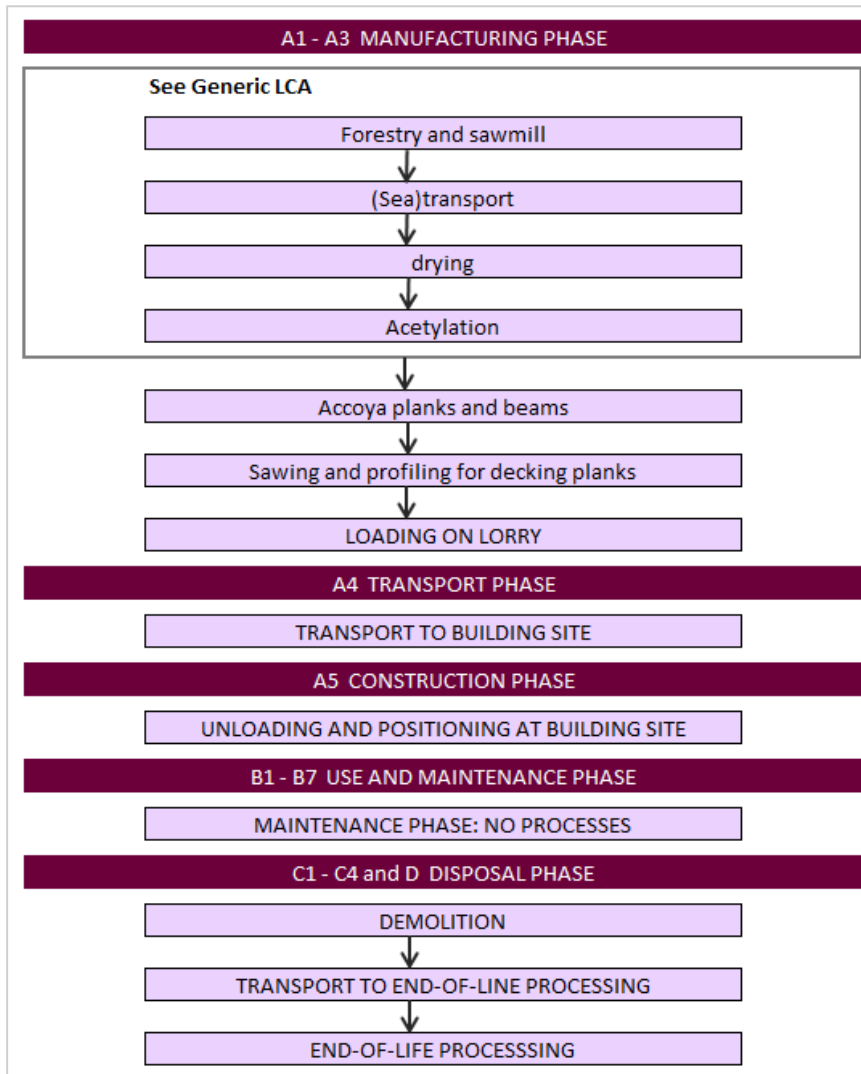 A1 - A3 MANUFACTURING PHASE
See Generic LCA
Forestry and sawmill
(Sea)transport
drying
Acetylation
Accoya planks and beams
Sawing and profiling for decking planks
LOADING ON LORRY
A4 TRANSPORT PHASE
TRANSPORT TO BUILDING SITE
A5 CONSTRUCTION PHASE
UNLOADING AND POSITIONING AT BUILDING SITE
B1 - B7 USE AND MAINTENANCE PHASE
MAINTENANCE PHASE: NO PROCESSES
C1 - C4 and D DISPOSAL PHASE
DEMOLITION
TRANSPORT TO END-OF-LINE PROCESSING
END-OF-LIFE PROCESSSING